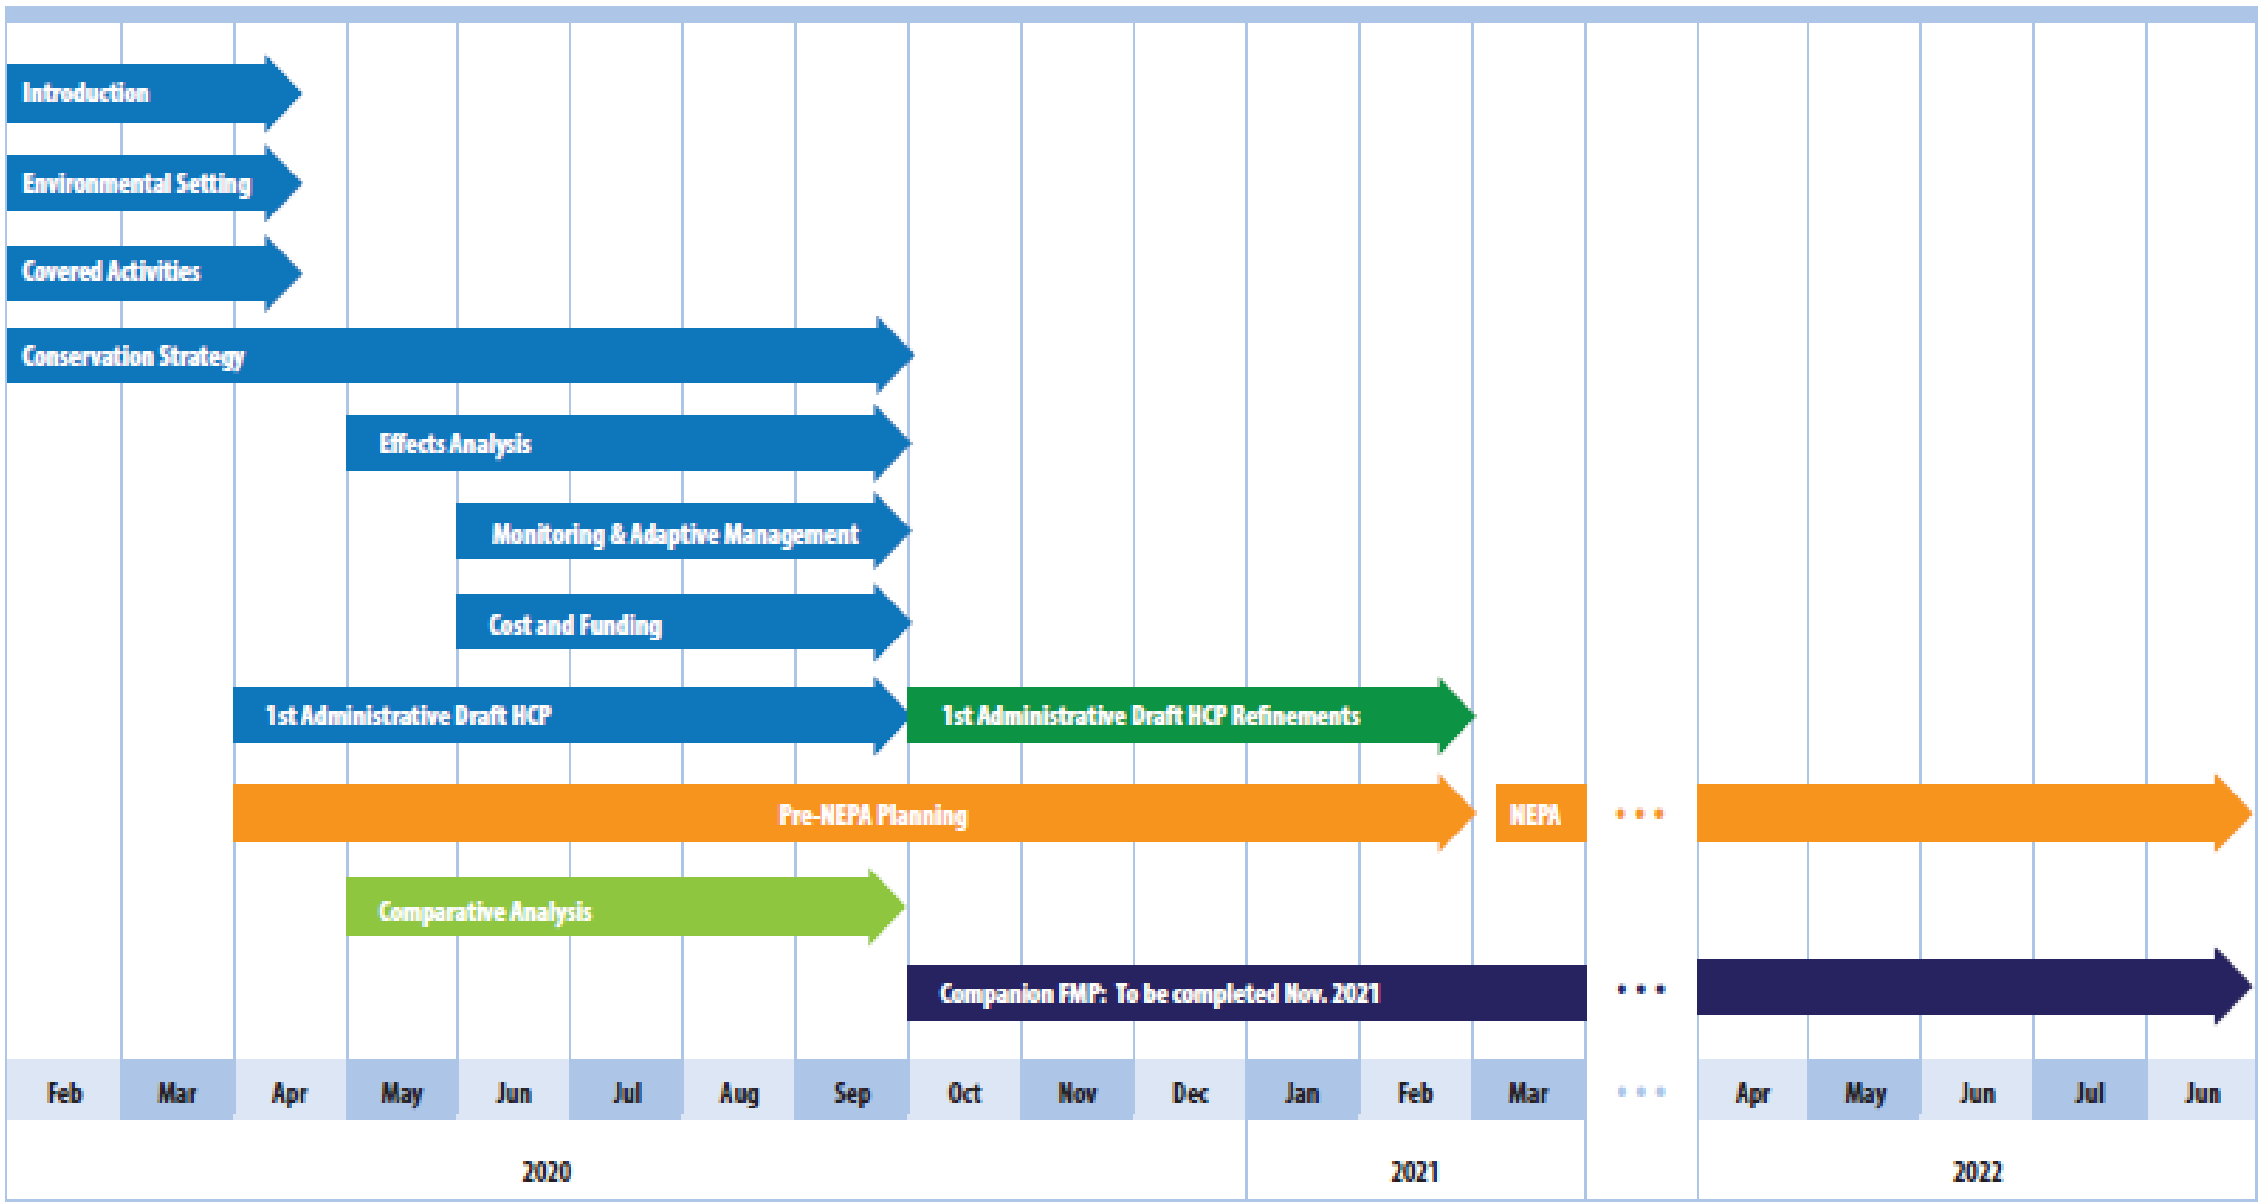 Introduction
Environmental Setting
Covered Activities
Conservation Strategy
Effects Analysis
Monitoring & Adaptive Management
Cost and Funding
1st Administrative Draft HCP
1st Administrative Draft HCP Refinements
Pre-NEPA Planning
NEPA
• • •
Comparative Analysis
Companion FMP: To be completed Nov. 2021
• • •
Feb Mar Apr May Jun Jul Aug Sep Oct Nov Dec Jan Feb Mar • • • Apr May Jun Jul Jun
2020 2021 2022